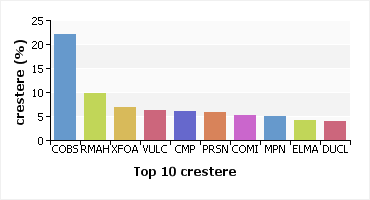 crestere (%)
25
20
15
10
5
0
COBS RMAH XFOA VULC CMP PRSN COMI MPN ELMA DUCL
Top 10 crestere